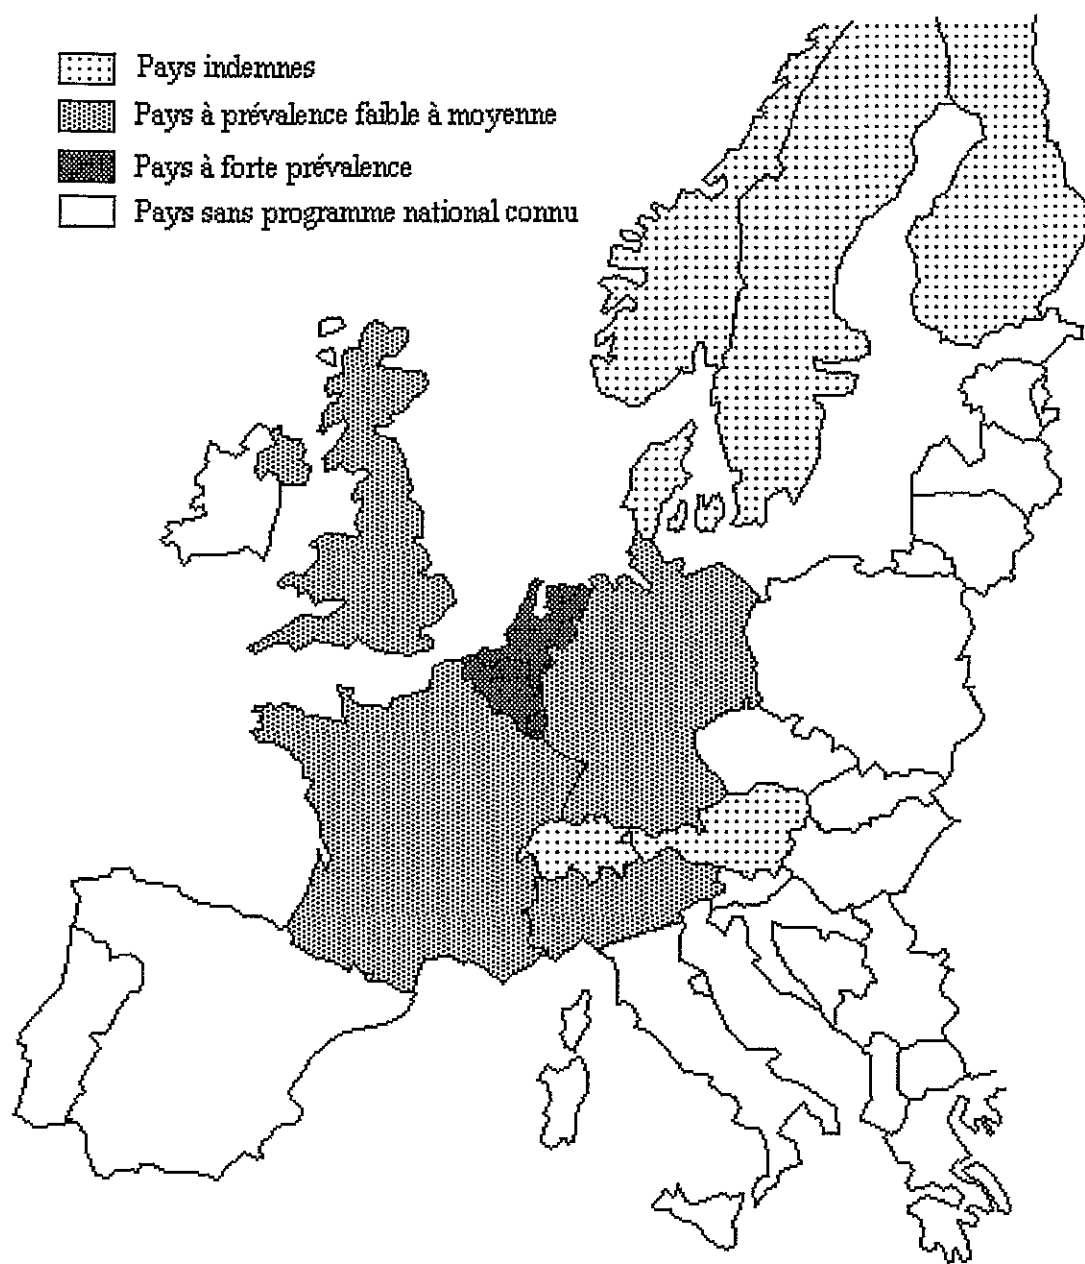 Pays indemnes
Pays à prévalence faible à moyenne
Pays à forte prévalence
Pays sans programme national connu